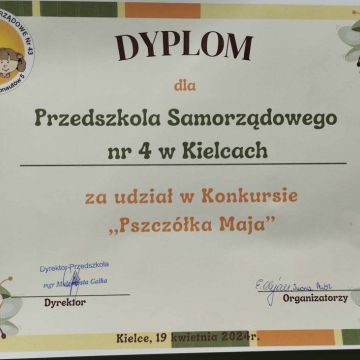 DYPLOM
dla
Przedszkola Samorządowego
nr 4 w Kielcach
za udział w Konkursie
„Pszczółka Maja”
Dyrektor Przedszkola
Dyrektor
Organizatorzy
Kielce, 19 kwietnia 2024r.